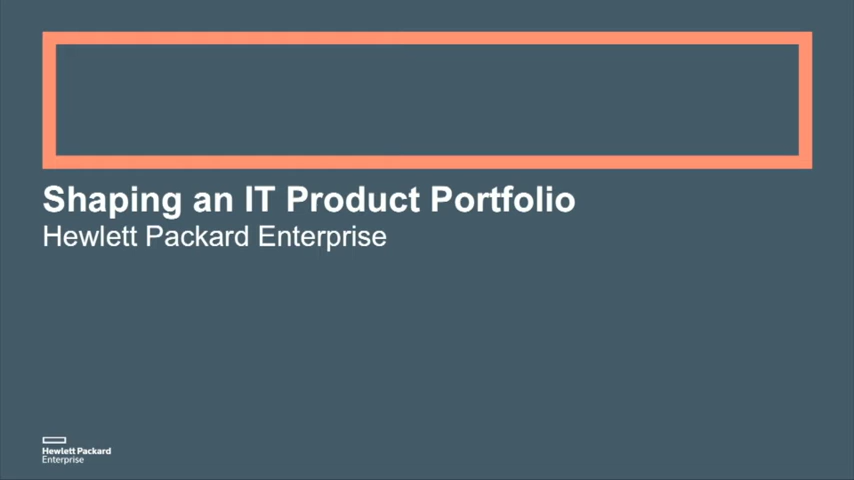 Shaping an IT Product Portfolio
Hewlett Packard Enterprise
Hewlett Packard
Enterprise